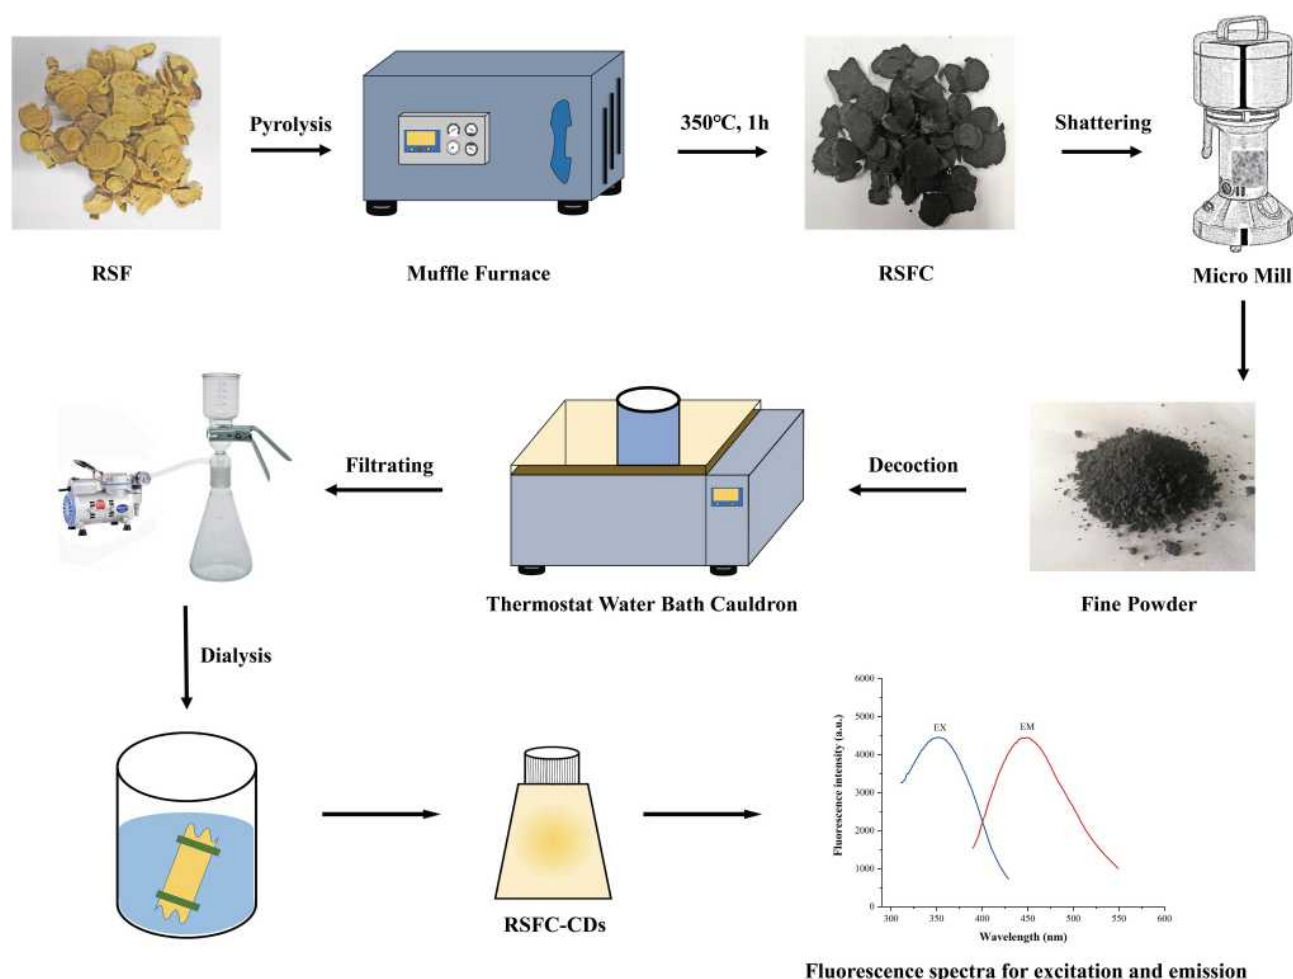 Pyrolysis
350℃, 1h
Shattering
RSF
Muffle Furnace
RSFC
Micro Mill
Filtrating
Decoction
Thermostat Water Bath Cauldron
Fine Powder
Dialysis
RSFC-CDs
6000
5000
4000
3000
2000
1000
0
Fluorescence intensity (a.u.)
EX
EM
300
350
400
450
500
550
600
Wavelength (nm)
Fluorescence spectra for excitation and emission